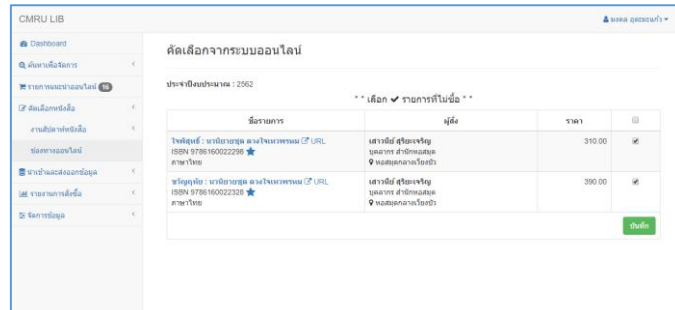 CMRU LIB
Dashboard
ค้นหาเพื่อจัดการ
รายการแนะนำออนไลน์ 16
คัดเลือกหนังสือ
งานสัปดาห์หนังสือ
ช่องทางออนไลน์
นำเข้าและส่งออกข้อมูล
รายงานการสั่งซื้อ
จัดการข้อมูล
คัดเลือกจากระบบออนไลน์
ประจำปีงบประมาณ : 2562
* * เลือก ✔ รายการที่ไม่ซื้อ * *
ชื่อรายการ ผู้สั่ง ราคา
ใจพิสุทธิ์ : นวนิยายชุด ดวงใจเทวพรหม URL
ISBN 9786160022298
ภาษาไทย
เสาวนีย์ สุริยะเจริญ
บุคลากร สำนักหอสมุด
หอสมุดกลางเวียงบัว
310.00
ขวัญฤทัย : นวนิยายชุด ดวงใจเทวพรหม URL
ISBN 9786160022328
ภาษาไทย
เสาวนีย์ สุริยะเจริญ
บุคลากร สำนักหอสมุด
หอสมุดกลางเวียงบัว
390.00
บันทึก